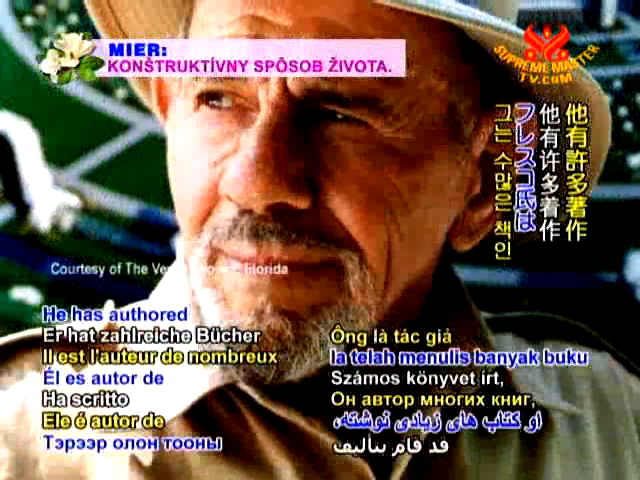 MIER:
KONŠTRUKTÍVNY SPÔSOB ŽIVOTA.
SUPREME MASTER
TV.COM
他有許多著作
他有许多着作
フレスコ氏は
그는 수많은 책인
Courtesy of The Ve Florida
He has authored
Er hat zahlreiche Bücher
Il est l'auteur de nombreux
Él es autor de
Ha scritto
Ele é autor de
Тэрээр олон тооны
Ông là tác giả
Ia telah menulis banyak buku
Számos könyvet írt,
Он автор многих книг,
او کتاب های زیادی نوشته،
قد قام بتأليف